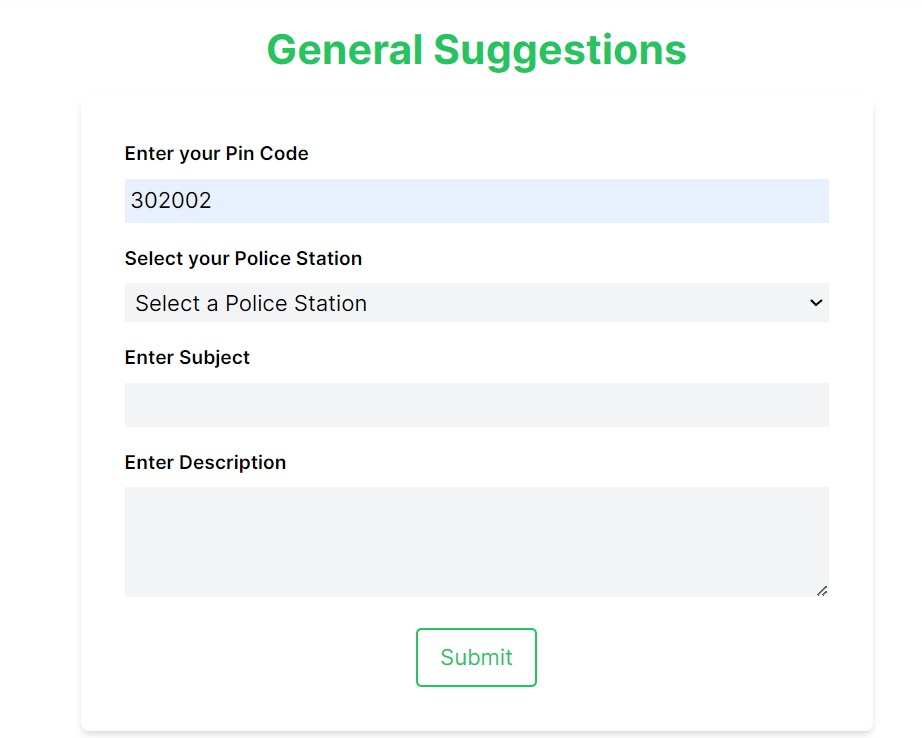 General Suggestions
Enter your Pin Code
302002
Select your Police Station
Select a Police Station
Enter Subject
Enter Description
Submit